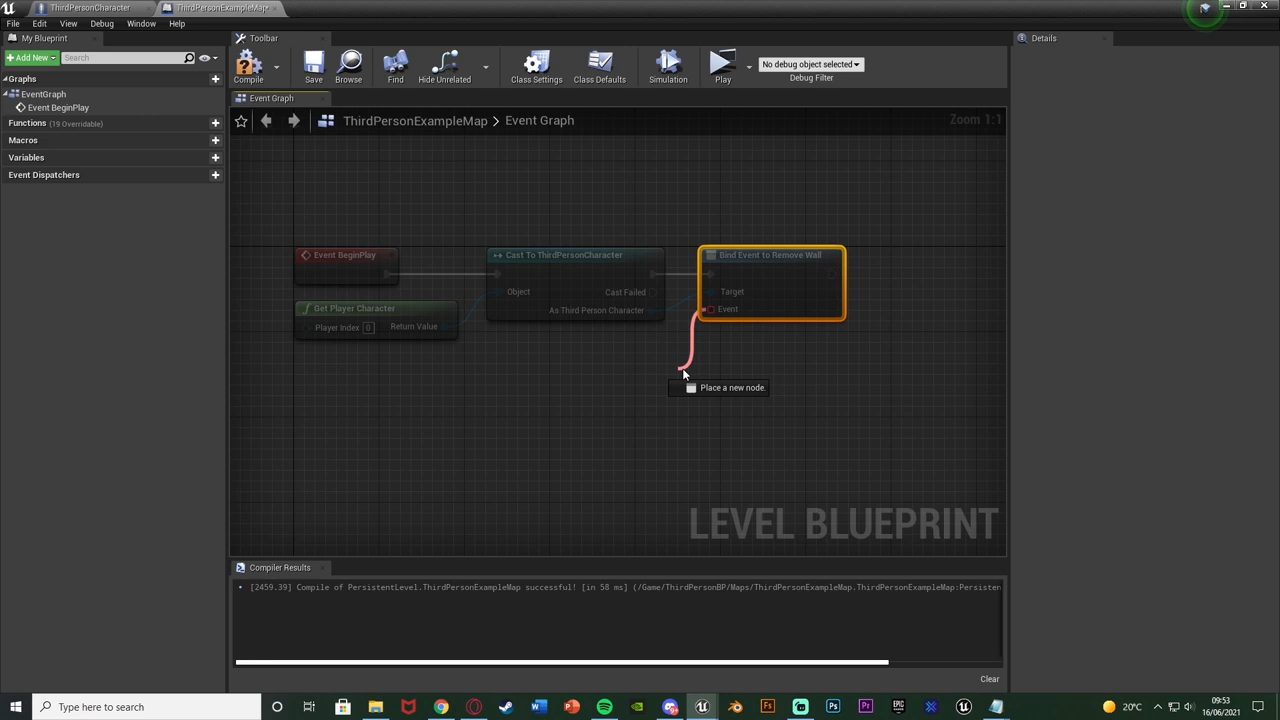 ThirdPersonCharacter
ThirdPersonExampleMap*
File Edit View Debug Asset Window Help
My Blueprint
Toolbar
Details
Add New
Search
Compile
Save
Browse
Find
Hide Unrelated
Class Settings
Class Defaults
Simulation
Play
No debug object selected
Debug Filter
Graphs
EventGraph
Event BeginPlay
Functions (19 Overridable)
Macros
Variables
Event Dispatchers
Event Graph
ThirdPersonExampleMap > Event Graph
Zoom 1:1
Event BeginPlay
Cast To ThirdPersonCharacter
Object
Cast Failed
As Third Person Character
Bind Event to Remove Wall
Target
Event
Get Player Character
Player Index 0
Return Value
Place a new node.
LEVEL BLUEPRINT
Compiler Results
[2459.39] Compile of PersistentLevel.ThirdPersonExampleMap successful! [in 58 ms] (/Game/ThirdPersonBP/Maps/ThirdPersonExampleMap.ThirdPersonExampleMap:Persisten
Clear
Type here to search
20°C
09:53
16/06/2021